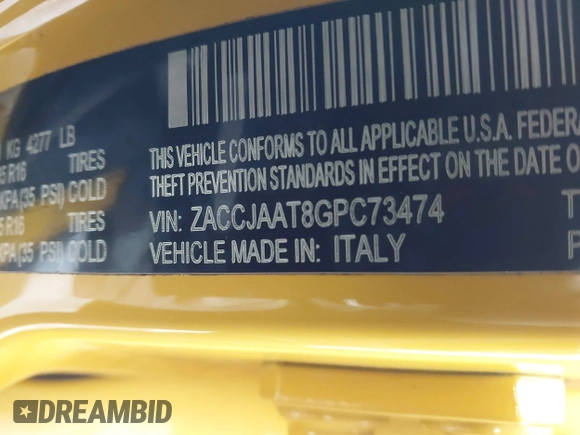 KG 4277 LB
R16 TIRES
KPA (35 PSI) COLD
R16 TIRES
KPA (35 PSI) COLD
THIS VEHICLE CONFORMS TO ALL APPLICABLE U.S.A. FEDERA
THEFT PREVENTION STANDARDS IN EFFECT ON THE DATE O
VIN: ZACCJAAT8GPC73474
VEHICLE MADE IN: ITALY
DREAMBID